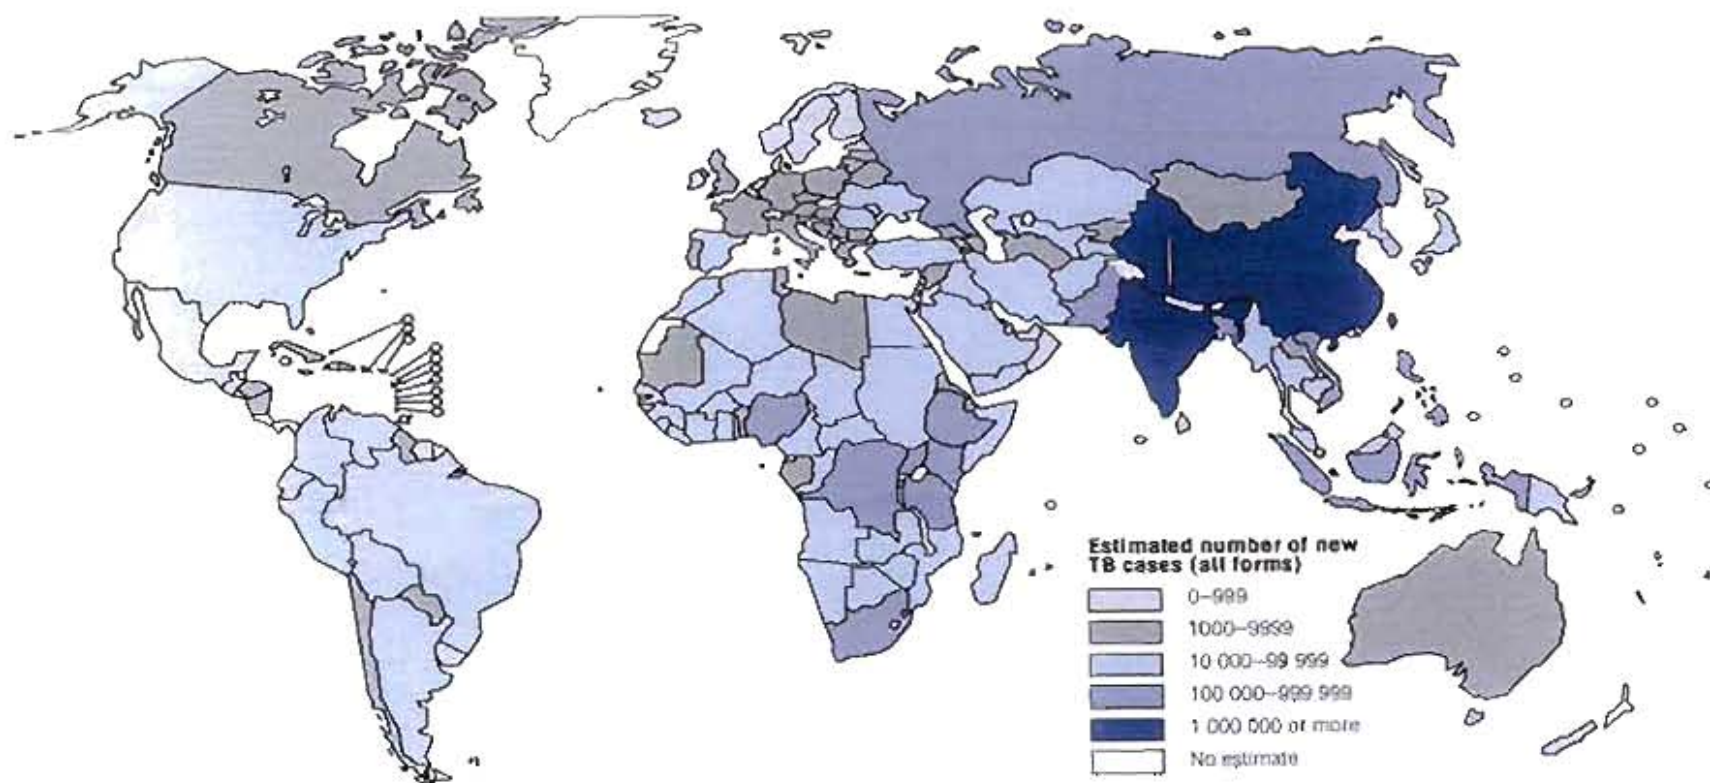 Estimated number of new
TB cases (all forms)
0–999
1000–9999
10 000–99 999
100 000–999 999
1 000 000 or more
No estimate